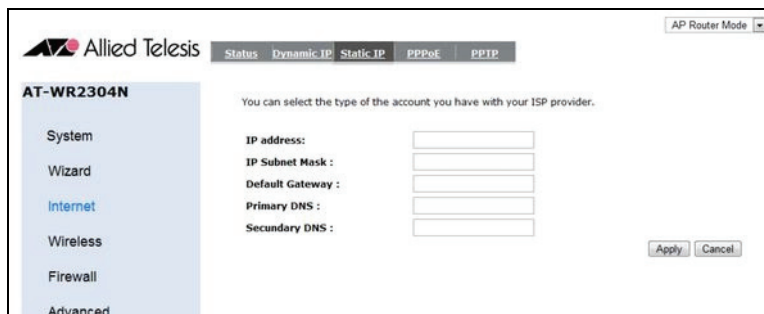 AP Router Mode
Allied Telesis
Status Dynamic IP Static IP PPPoE PPTP
AT-WR2304N
You can select the type of the account you have with your ISP provider.
System
Wizard
Internet
Wireless
Firewall
Advanced
IP address:
IP Subnet Mask :
Default Gateway :
Primary DNS :
Secundary DNS :
Apply Cancel